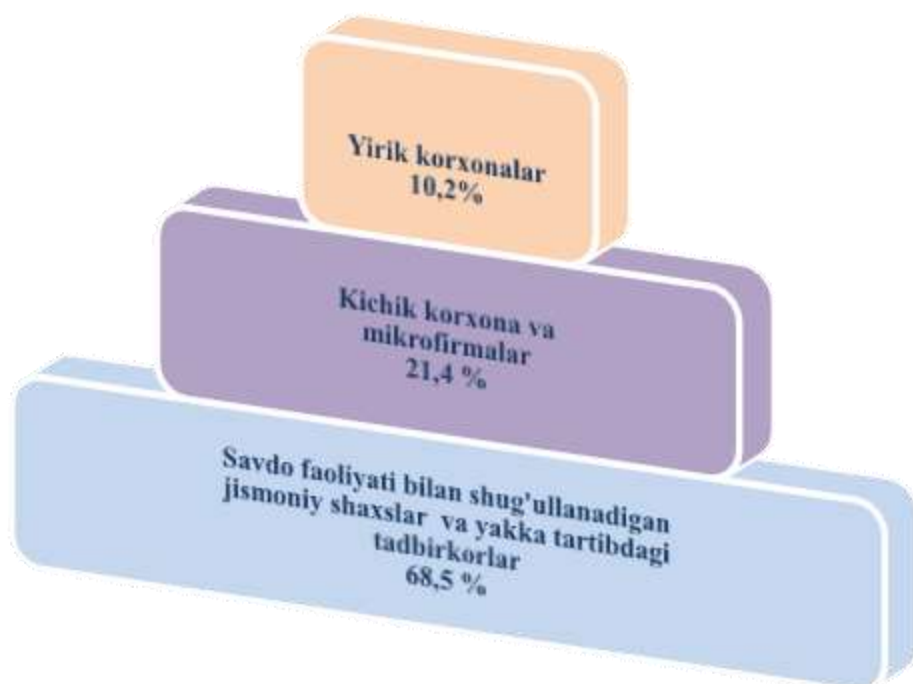 Yirik korxonalar
10,2%
Kichik korxona va
mikrofirmalar
21,4 %
Savdo faoliyati bilan shug'ullanadigan
jismoniy shaxslar va yakka tartibdagi
tadbirkorlar
68,5 %